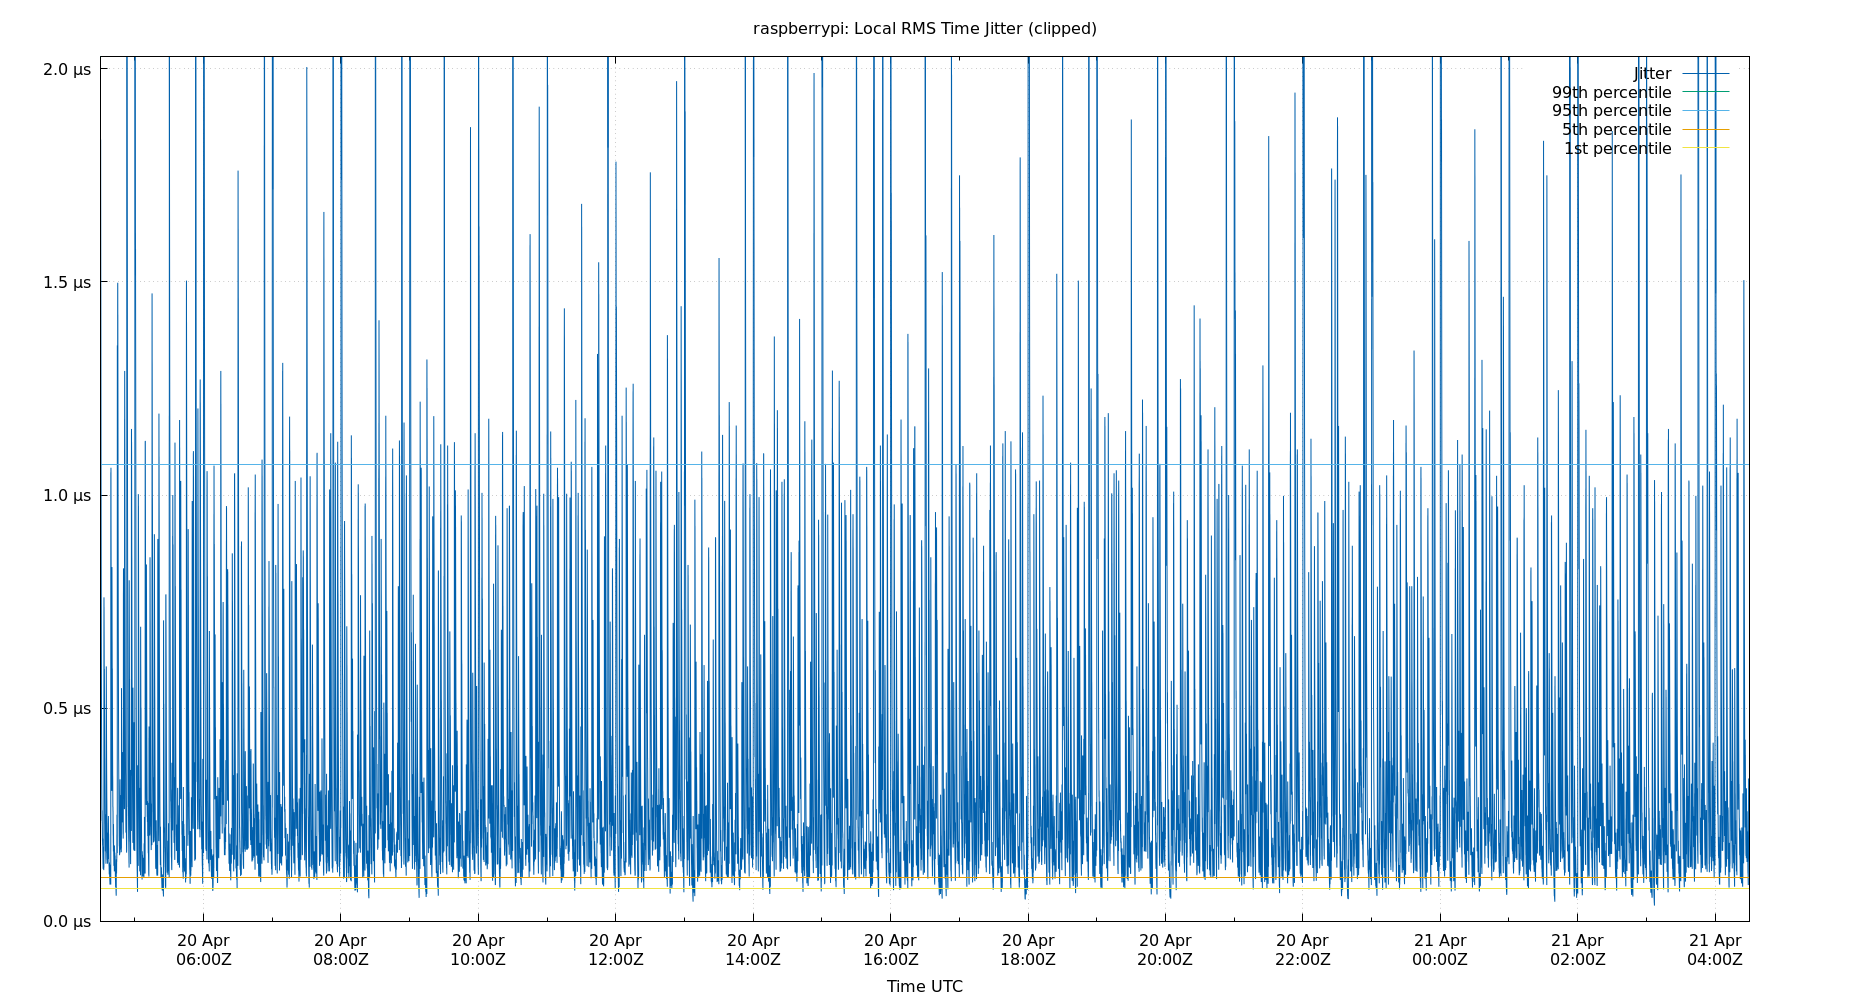 raspberrypi: Local RMS Time Jitter (clipped)
2.0 µs
1.5 µs
1.0 µs
0.5 µs
0.0 µs
Jitter
99th percentile
95th percentile
5th percentile
1st percentile
20 Apr 20 Apr 20 Apr 20 Apr 20 Apr 20 Apr 20 Apr 20 Apr 20 Apr 21 Apr 21 Apr 21 Apr
06:00Z 08:00Z 10:00Z 12:00Z 14:00Z 16:00Z 18:00Z 20:00Z 22:00Z 00:00Z 02:00Z 04:00Z
Time UTC